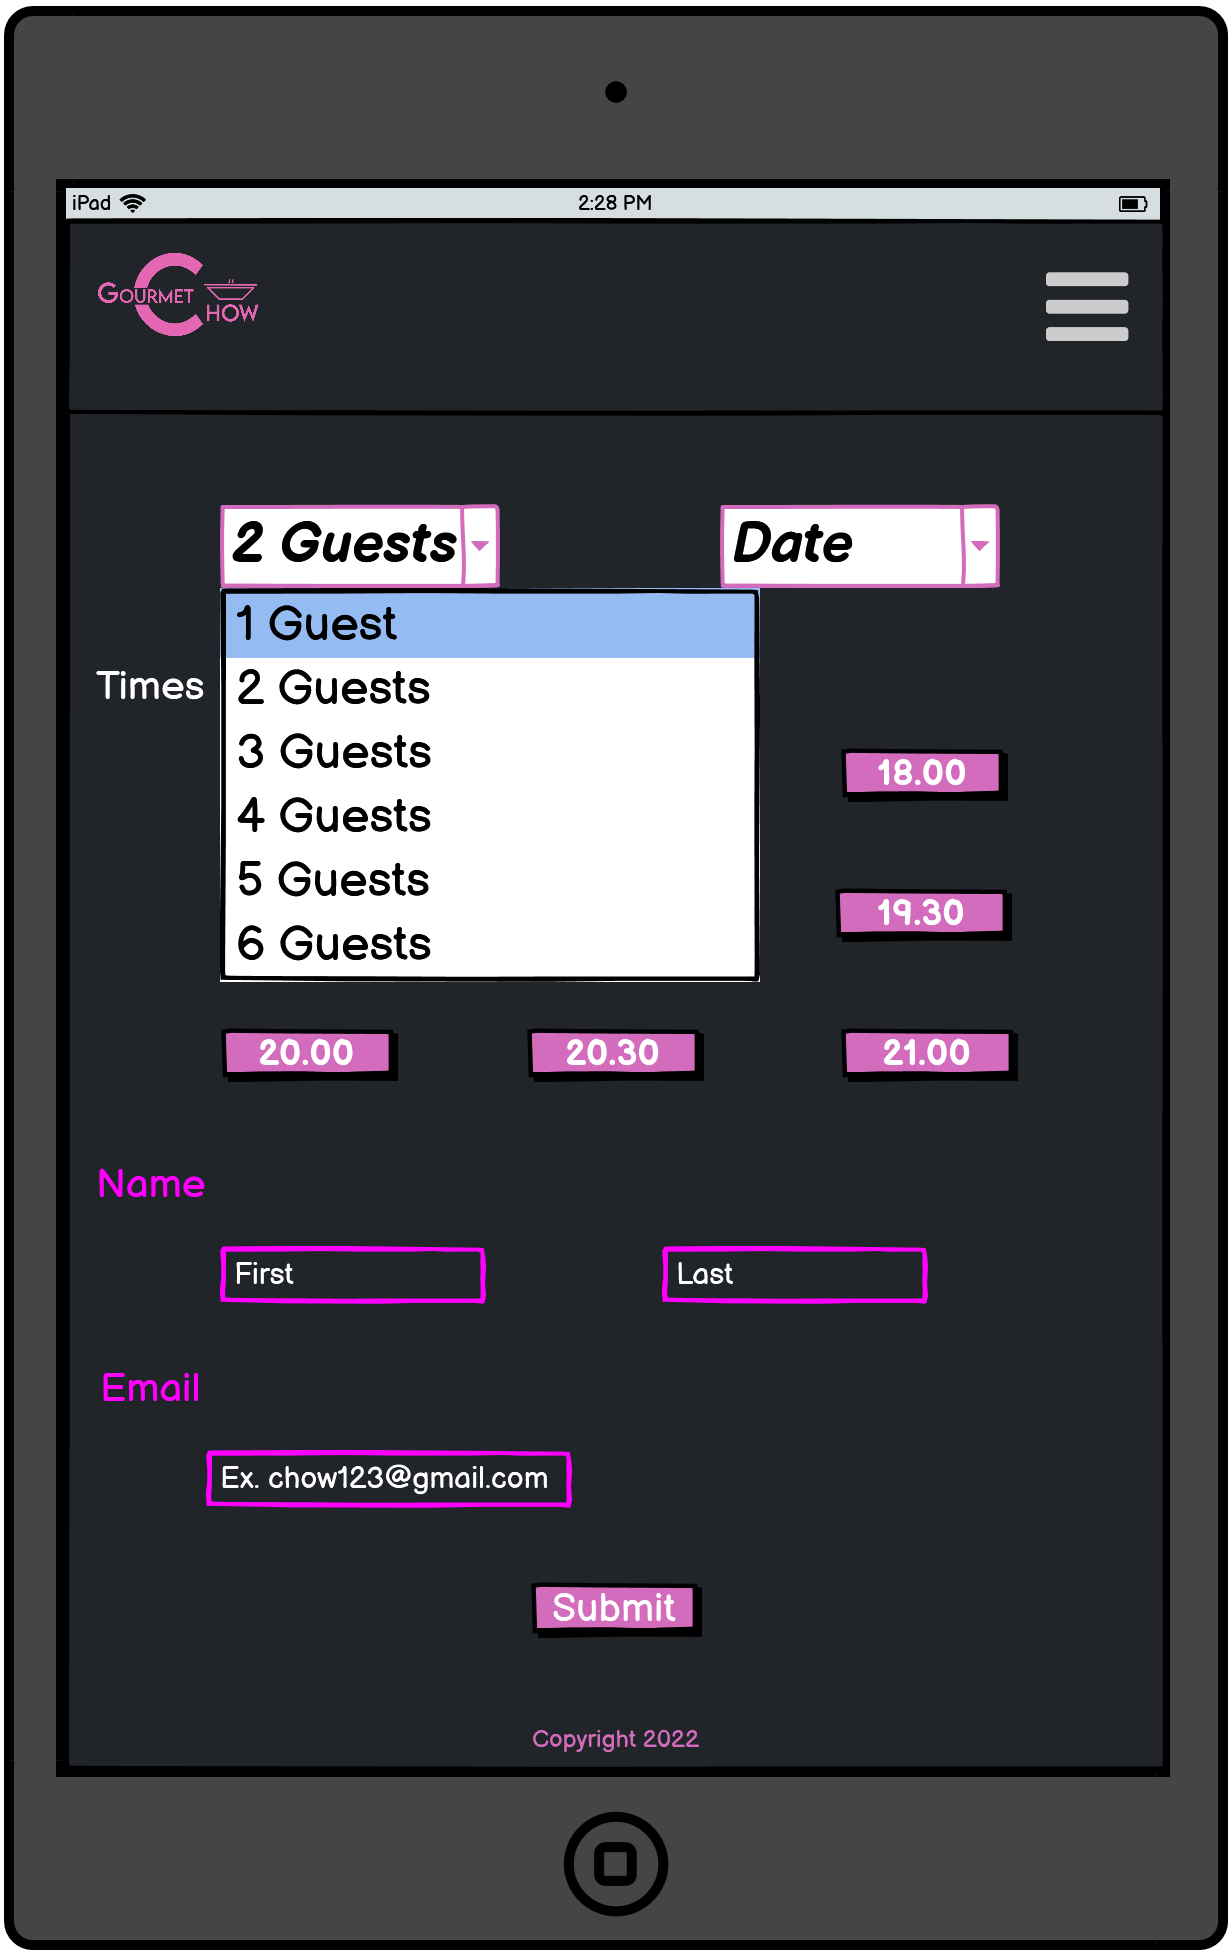 iPad 2:28 PM
GOURMET CHOW
2 Guests Date
1 Guest
Times 2 Guests
3 Guests
18.00
4 Guests
5 Guests
19.30
6 Guests
20.00 20.30 21.00
Name
First Last
Email
Ex. chow123@gmail.com
Submit
Copyright 2022